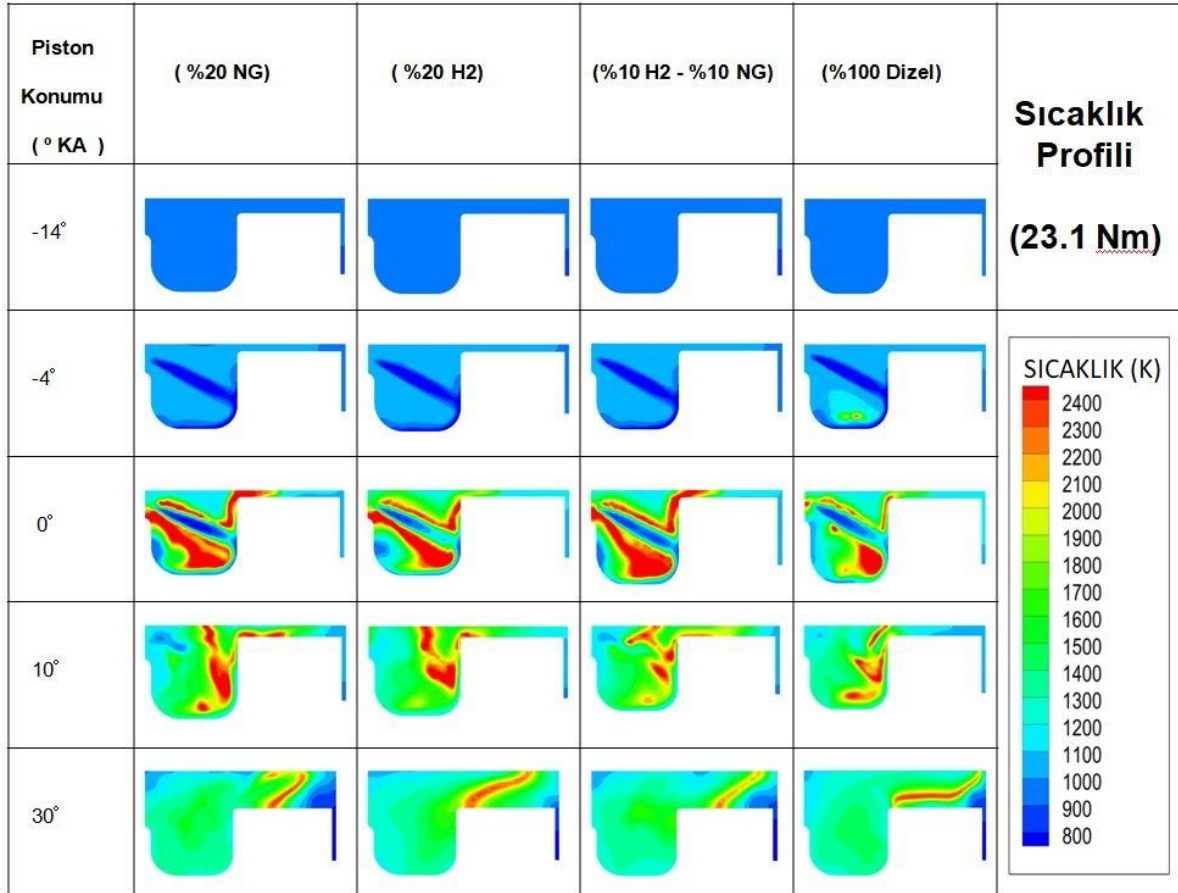 Piston
Konumu
( ° KA )
( %20 NG)
( %20 H2)
(%10 H2 - %10 NG)
(%100 Dizel)
Sıcaklık
Profili
(23.1 Nm)
-14°
-4°
0°
10°
30°
SICAKLIK (K)
2400
2300
2200
2100
2000
1900
1800
1700
1600
1500
1400
1300
1200
1100
1000
900
800